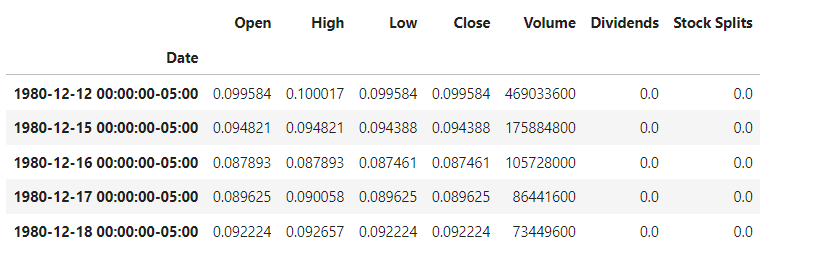 Open High Low Close Volume Dividends Stock Splits
Date
1980-12-12 00:00:00-05:00 0.099584 0.100017 0.099584 0.099584 469033600 0.0 0.0
1980-12-15 00:00:00-05:00 0.094821 0.094821 0.094388 0.094388 175884800 0.0 0.0
1980-12-16 00:00:00-05:00 0.087893 0.087893 0.087461 0.087461 105728000 0.0 0.0
1980-12-17 00:00:00-05:00 0.089625 0.090058 0.089625 0.089625 86441600 0.0 0.0
1980-12-18 00:00:00-05:00 0.092224 0.092657 0.092224 0.092224 73449600 0.0 0.0